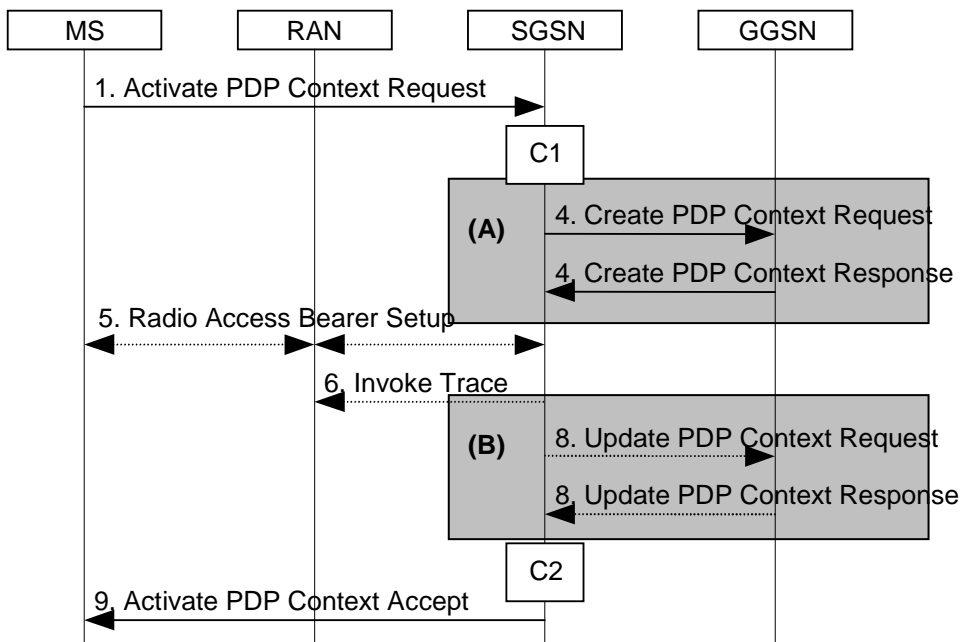 MS RAN SGSN GGSN
1. Activate PDP Context Request
C1
(A) 4. Create PDP Context Request
4. Create PDP Context Response
5. Radio Access Bearer Setup
6. Invoke Trace
(B) 8. Update PDP Context Request
8. Update PDP Context Response
C2
9. Activate PDP Context Accept